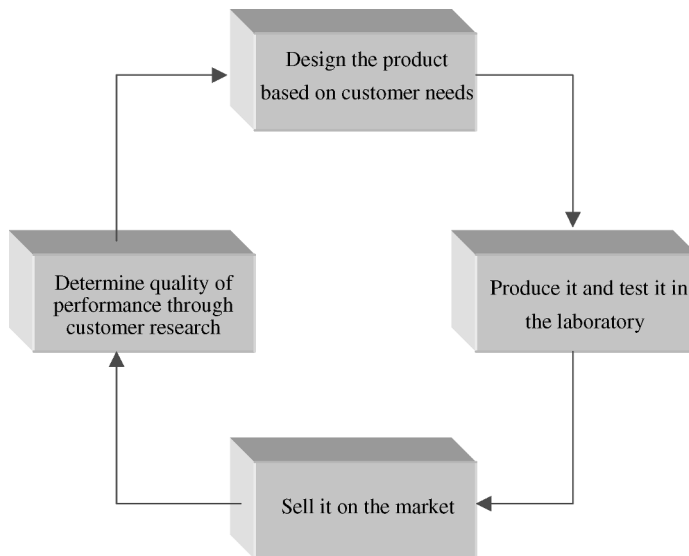 Design the product
based on customer needs
Produce it and test it in
the laboratory
Sell it on the market
Determine quality of
performance through
customer research